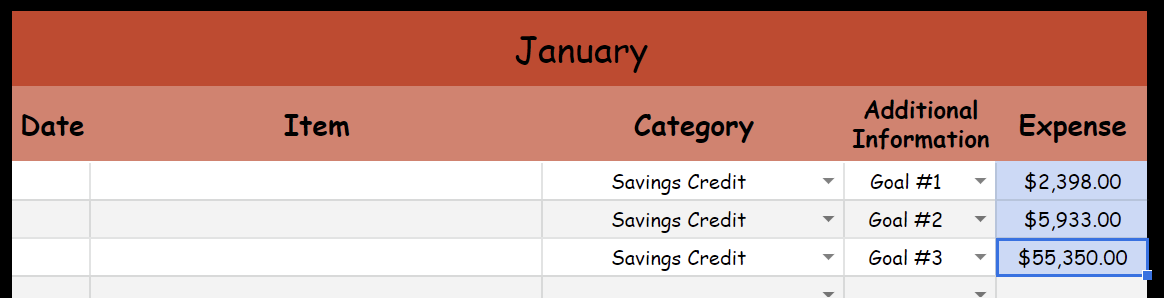 January
Date Item Category Additional Information Expense
Savings Credit Goal #1 $2,398.00
Savings Credit Goal #2 $5,933.00
Savings Credit Goal #3 $55,350.00